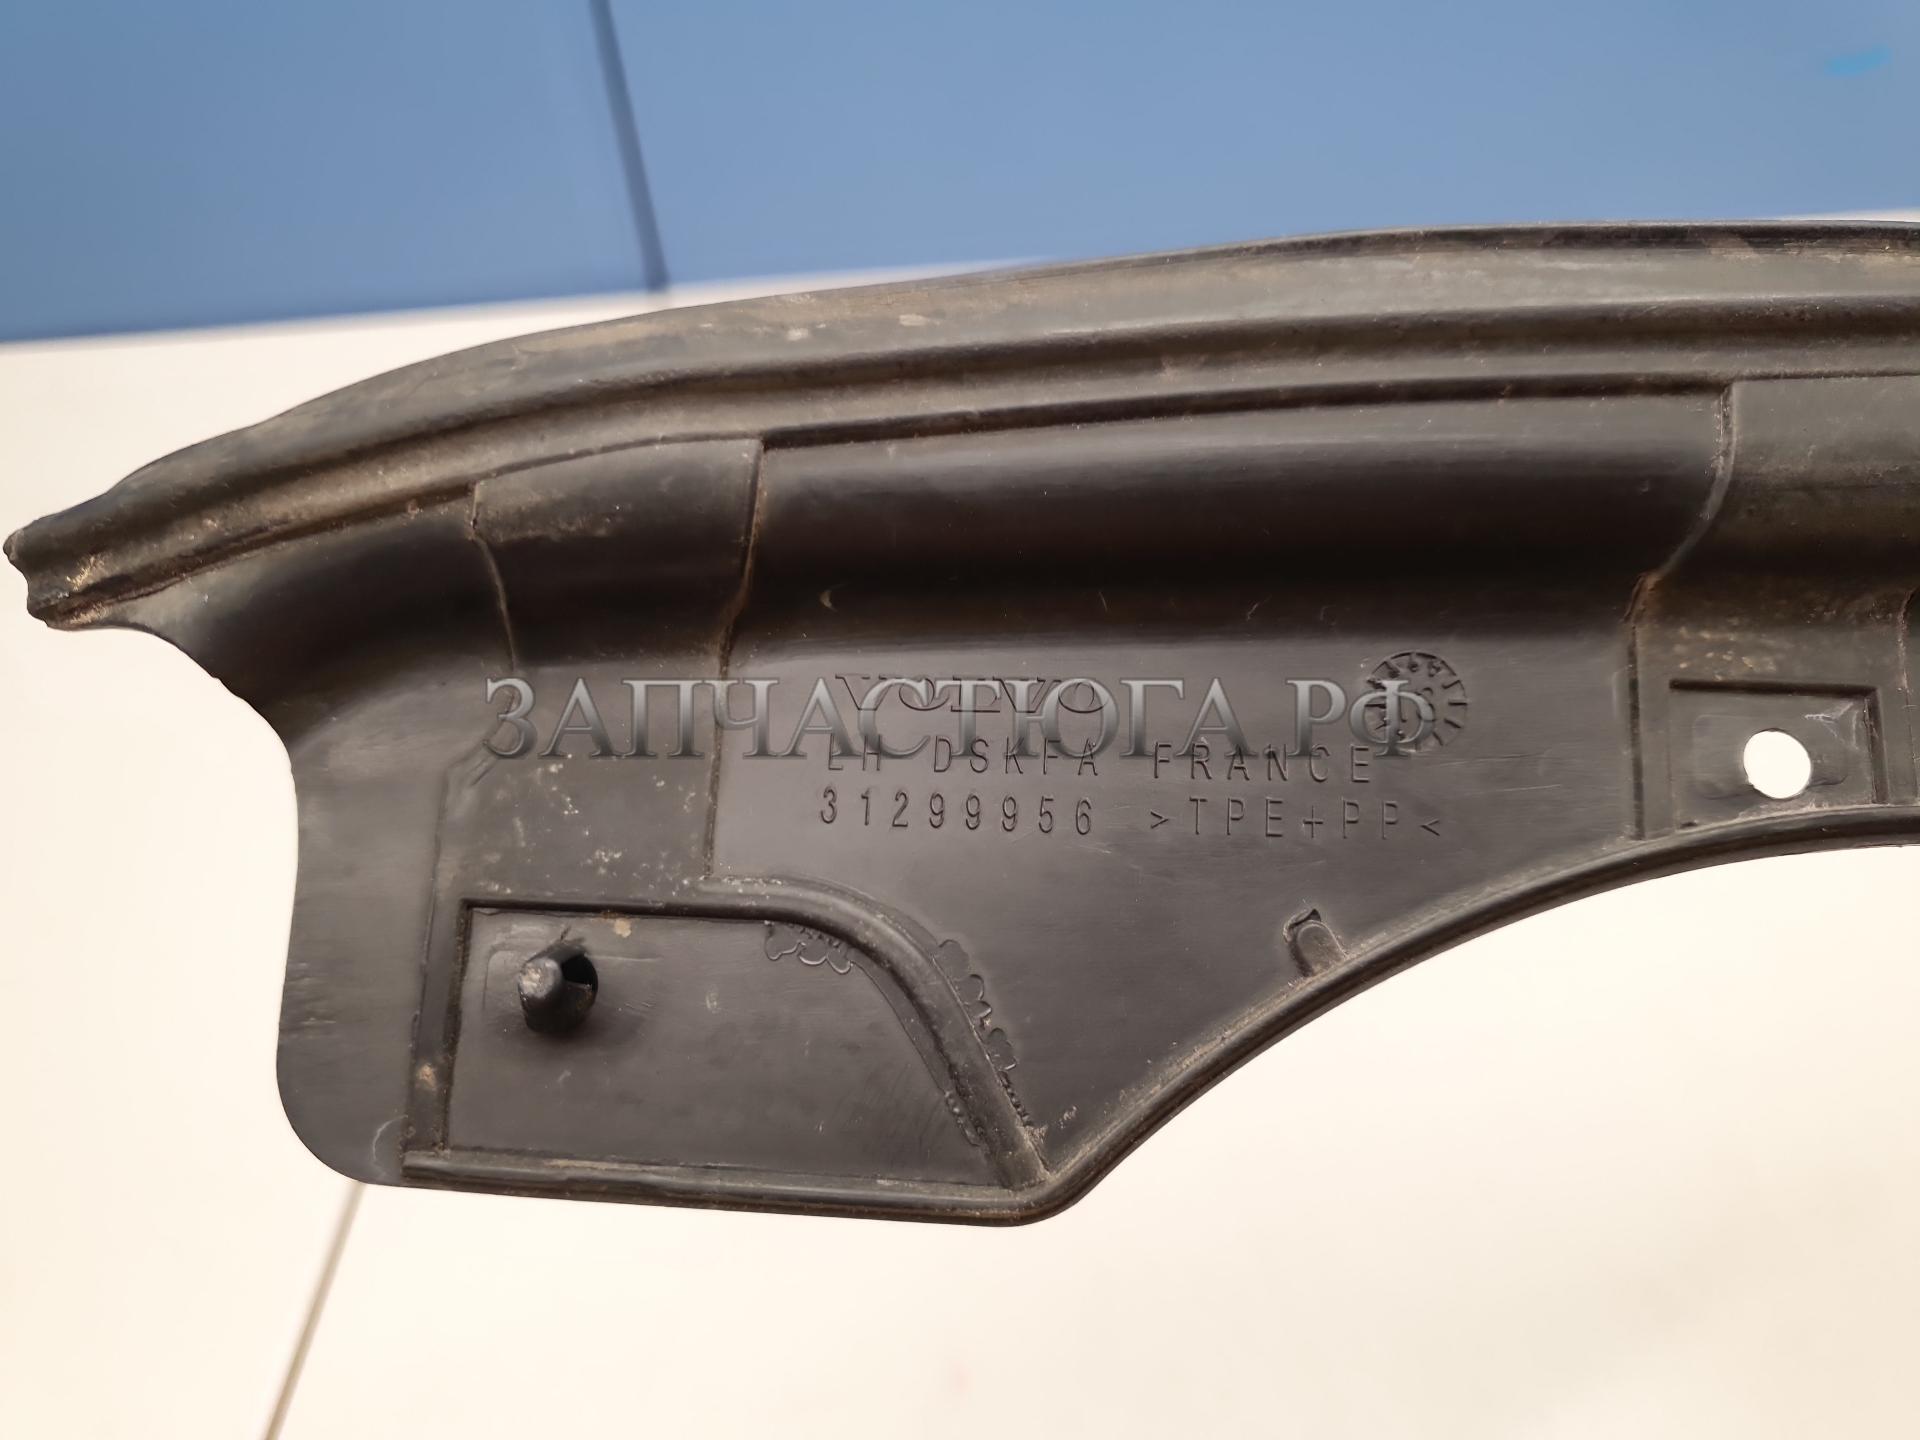 VOLVO
ЗАПЧАСТЮГА.РФ
LH DSKFA FRANCE
31299956 >TPE+PP<